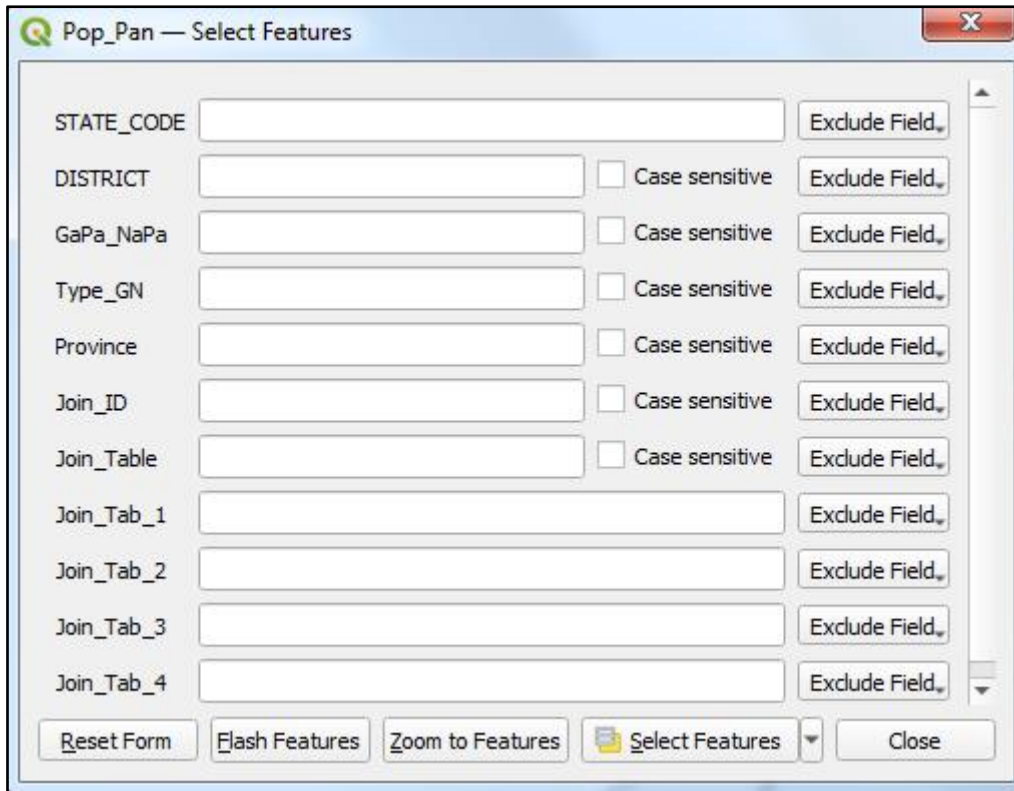 Pop_Pan — Select Features
STATE_CODE Exclude Field
DISTRICT Case sensitive Exclude Field
GaPa_NaPa Case sensitive Exclude Field
Type_GN Case sensitive Exclude Field
Province Case sensitive Exclude Field
Join_ID Case sensitive Exclude Field
Join_Table Case sensitive Exclude Field
Join_Tab_1 Exclude Field
Join_Tab_2 Exclude Field
Join_Tab_3 Exclude Field
Join_Tab_4 Exclude Field
Reset Form Flash Features Zoom to Features Select Features Close